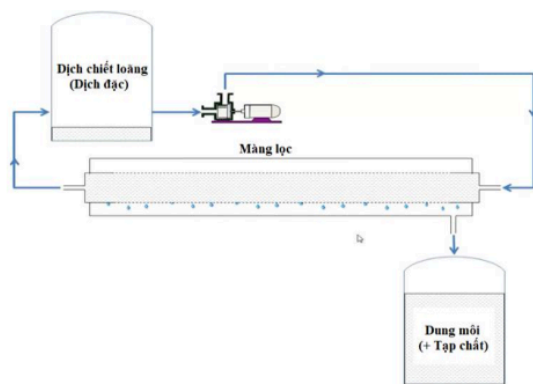 Dịch chiết loãng
(Dịch đặc)
Màng lọc
Dung môi
(+ Tạp chất)